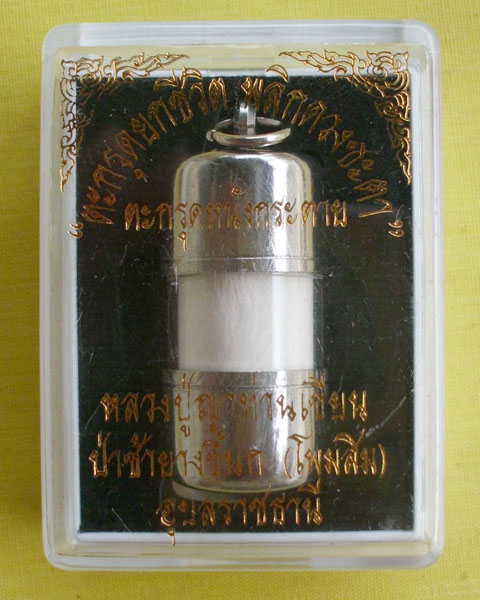 “ตะกรุดยกชีวิต พลิกดวงชะตา”
ตะกรุดหนังกระต่าย
หลวงปู่ญาท่านเขียน
ป่าช้ายางขี้นก (โพนสิม)
อุบลราชธานี